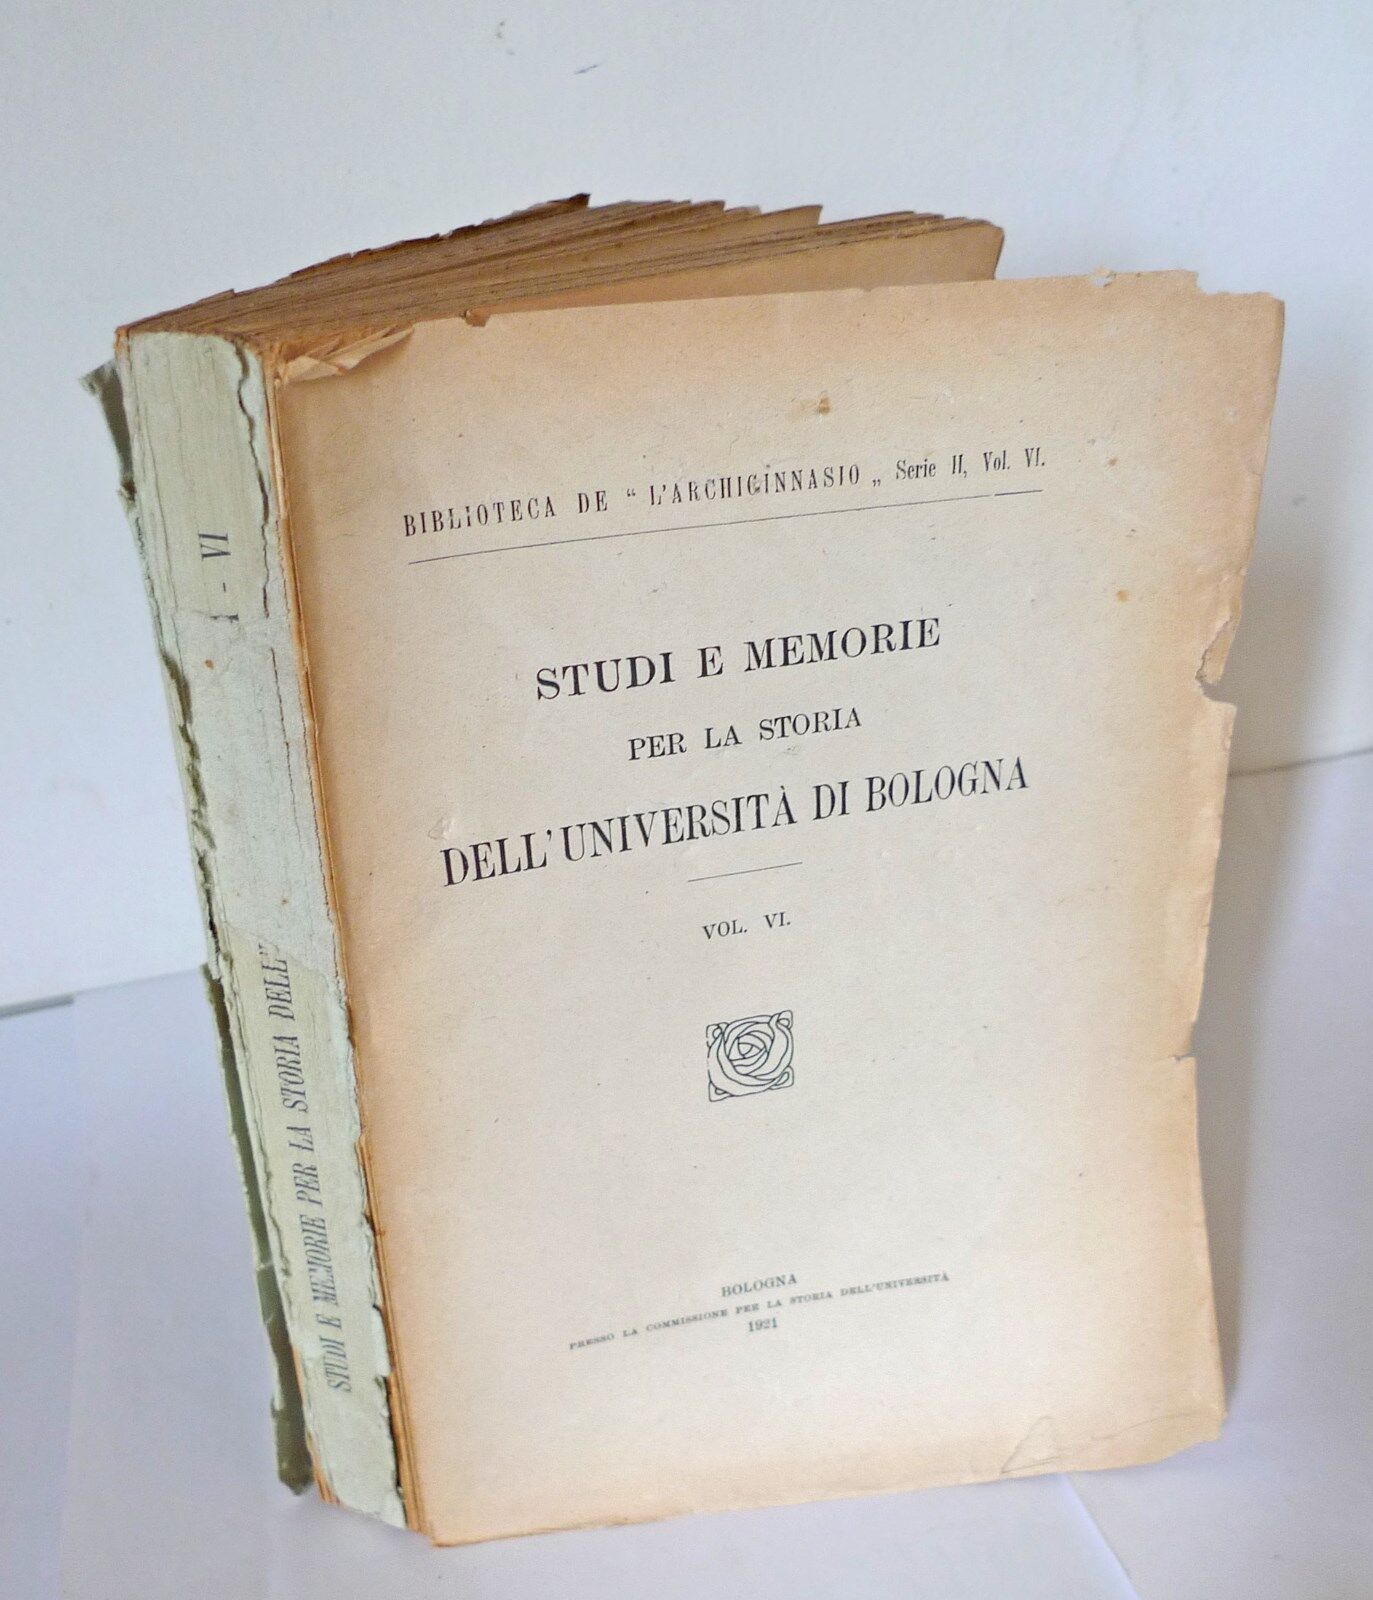 BIBLIOTECA DE “ L'ARCHIGINNASIO „ Serie II, Vol. VI.
STUDI E MEMORIE
PER LA STORIA
DELL'UNIVERSITÀ DI BOLOGNA
VOL. VI.
BOLOGNA
PRESSO LA COMMISSIONE PER LA STORIA DELL'UNIVERSITÀ
1921
STUDI E MEMORIE PER LA STORIA DELL'
- VI